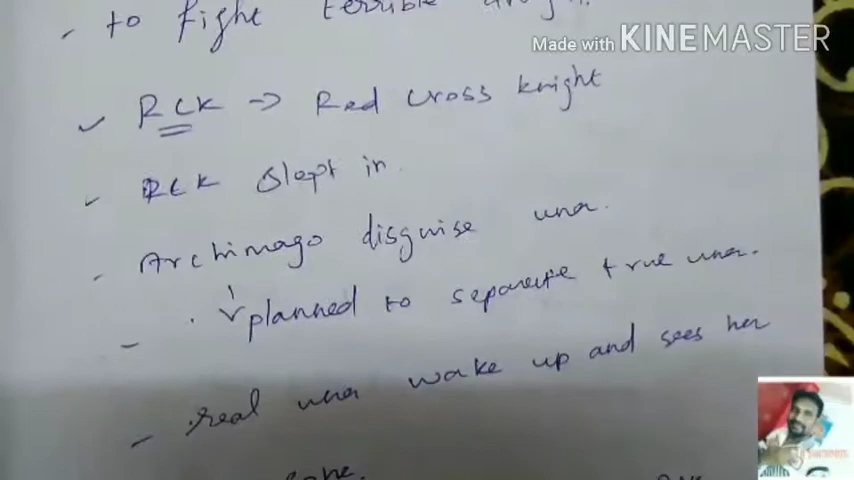 - to fight terrible
Made with KINEMASTER
✓ RCK → Red cross knight
✓ RCK slept in.
- Archimago disguise una.
- ↓ planned to separate true una.
- real una wake up and sees her